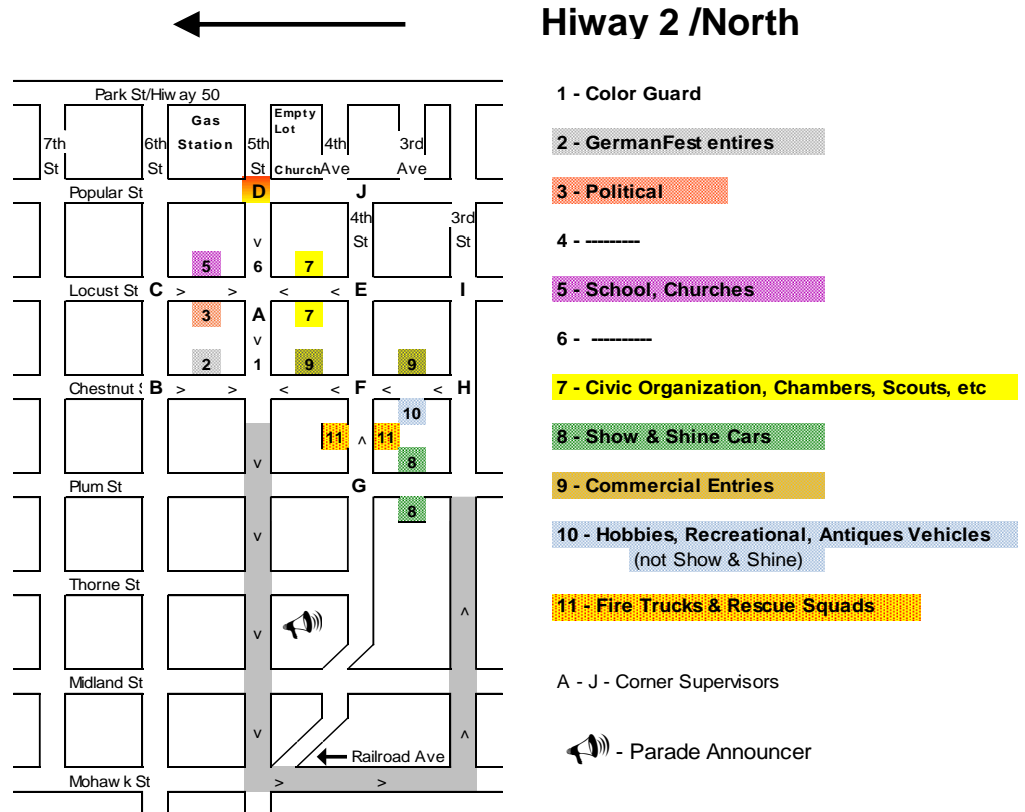 Hiway 2 /North
Park St/Hiway 50
Gas
Station
Empty
Lot
Church
7th
St
6th
St
5th
St
4th
Ave
3rd
Ave
Popular St
D
J
4th
St
3rd
St
v
5
6
7
Locust St C > > < < E I
3
A
7
v
2
1
9
9
Chestnut B > > < < F < < H
10
11 ^ 11
v
8
Plum St
G
8
v
Thorne St
^
v
Midland St
v
^
Railroad Ave
Mohawk St
> >
1 - Color Guard
2 - GermanFest entires
3 - Political
4 - ---------
5 - School, Churches
6 - ----------
7 - Civic Organization, Chambers, Scouts, etc
8 - Show & Shine Cars
9 - Commercial Entries
10 - Hobbies, Recreational, Antiques Vehicles
(not Show & Shine)
11 - Fire Trucks & Rescue Squads
A - J - Corner Supervisors
- Parade Announcer